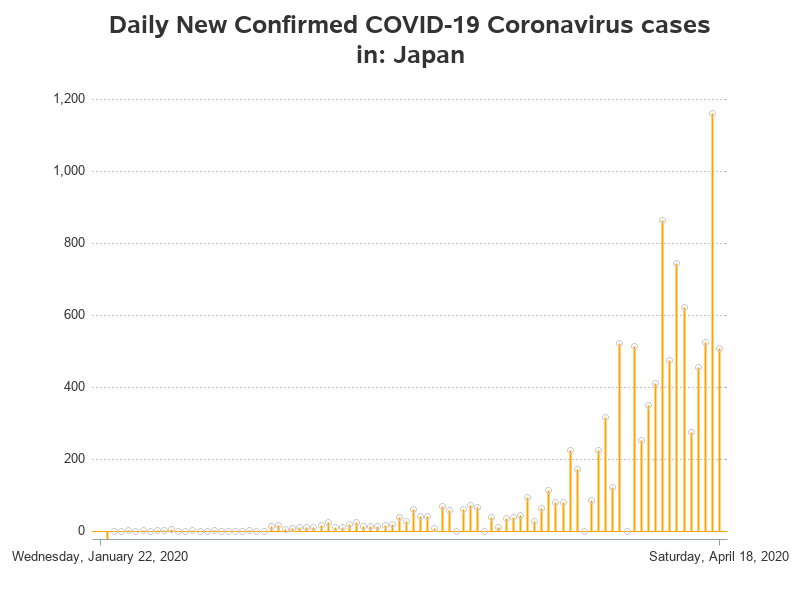 Daily New Confirmed COVID-19 Coronavirus cases
in: Japan
1,200
1,000
800
600
400
200
0
Wednesday, January 22, 2020
Saturday, April 18, 2020